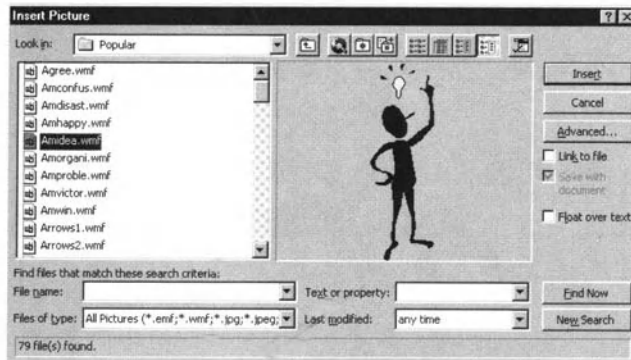 Insert Picture
Look in: Popular
Agree.wmf
Amconfus.wmf
Amdisast.wmf
Amhappy.wmf
Amidea.wmf
Amorgani.wmf
Amproble.wmf
Amvictor.wmf
Amwin.wmf
Arrows1.wmf
Arrows2.wmf
Insert
Cancel
Advanced...
Link to file
Save with
document
Float over text
Find files that match these search criteria:
File name: Text or property: Find Now
Files of type: All Pictures (*.emf;*.wmf;*.jpg;*.jpeg; Last modified: any time New Search
79 file(s) found.